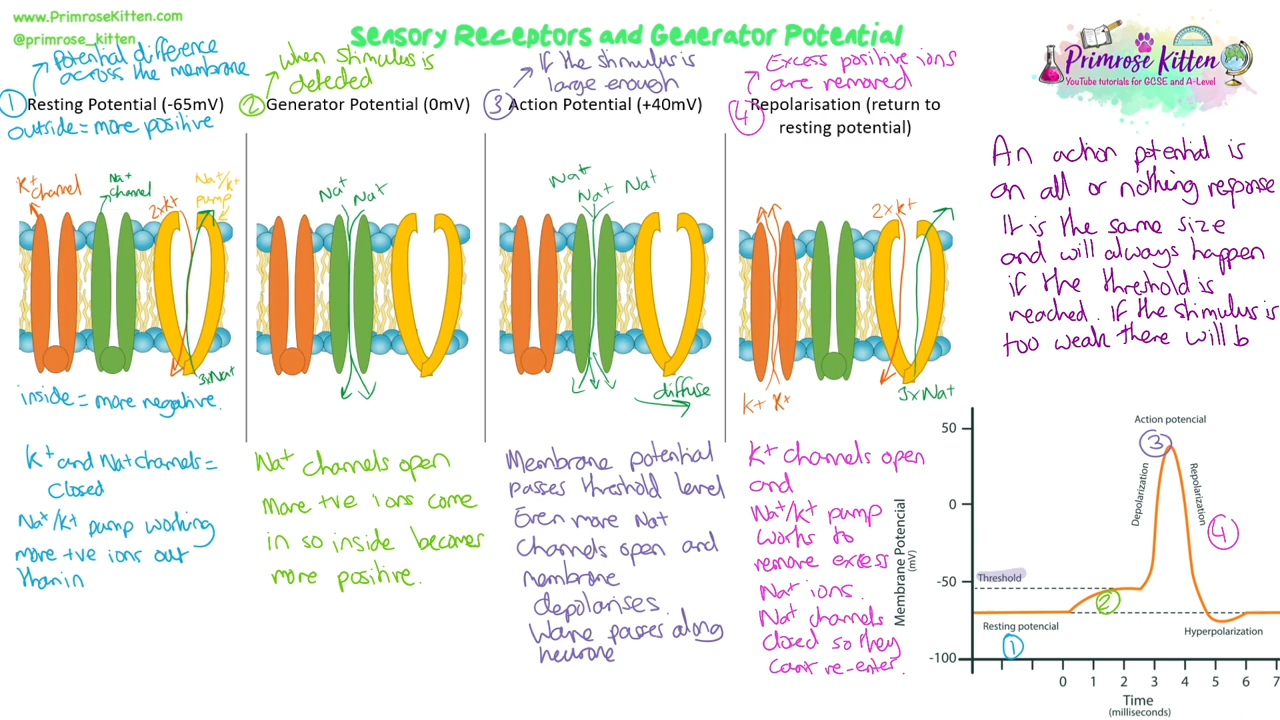 www.PrimroseKitten.com
@primrose_kitten
Sensory Receptors and Generator Potential
Primrose Kitten
YouTube tutorials for GCSE and A-Level
Potential difference
across the membrane
1 Resting Potential (-65mV)
outside = more positive
K+ channel
Na+ channel
Na+/K+ pump
2xK+
3xNa+
inside = more negative.
K+ and Na+ channels =
closed
Na+/K+ pump working
more +ve ions out
than in
When stimulus is
detected
2 Generator Potential (0mV)
Na+ Na+
Na+ channels open
More +ve ions come
in so inside becomes
more positive.
If the stimulus is
large enough
3 Action Potential (+40mV)
Na+ Na+ Na+
diffuse
Membrane potential
passes threshold level
Even more Na+
channels open and
membrane
depolarises.
Wave passes along
neurone
Excess positive ions
are removed
4 Repolarisation (return to
resting potential)
2xK+
K+ K+
3xNa+
K+ channels open
and
Na+/K+ pump
works to
remove excess
Na+ ions.
Na+ channels
closed so they
cant re-enter.
An action potential is
an all or nothing reponse
It is the same size
and will always happen
if the threshold is
reached. If the stimulus is
too weak there will b
Action potencial
3
Depolarization
Repolarization
4
Membrane Potential
(mV)
50
0
-50
-100
Threshold
2
Resting potencial
1
Hyperpolarization
0 1 2 3 4 5 6 7
Time
(milliseconds)